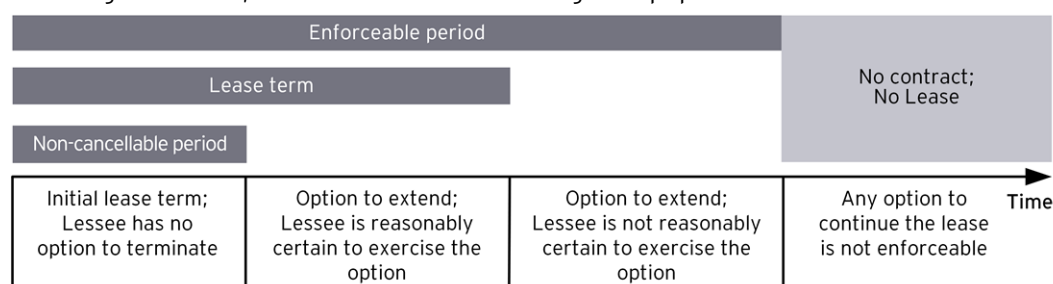 Enforceable period
Lease term
No contract;
No Lease
Non-cancellable period
Time
Initial lease term;
Lessee has no
option to terminate
Option to extend;
Lessee is reasonably
certain to exercise the
option
Option to extend;
Lessee is not reasonably
certain to exercise the
option
Any option to
continue the lease
is not enforceable